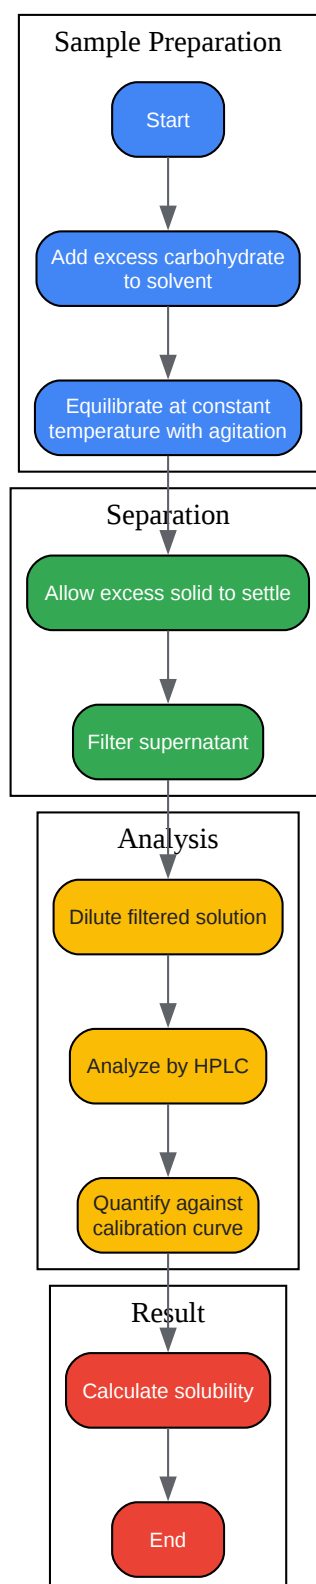 Sample Preparation
Start
Add excess carbohydrate
to solvent
Equilibrate at constant
temperature with agitation
Separation
Allow excess solid to settle
Filter supernatant
Analysis
Dilute filtered solution
Analyze by HPLC
Quantify against
calibration curve
Result
Calculate solubility
End